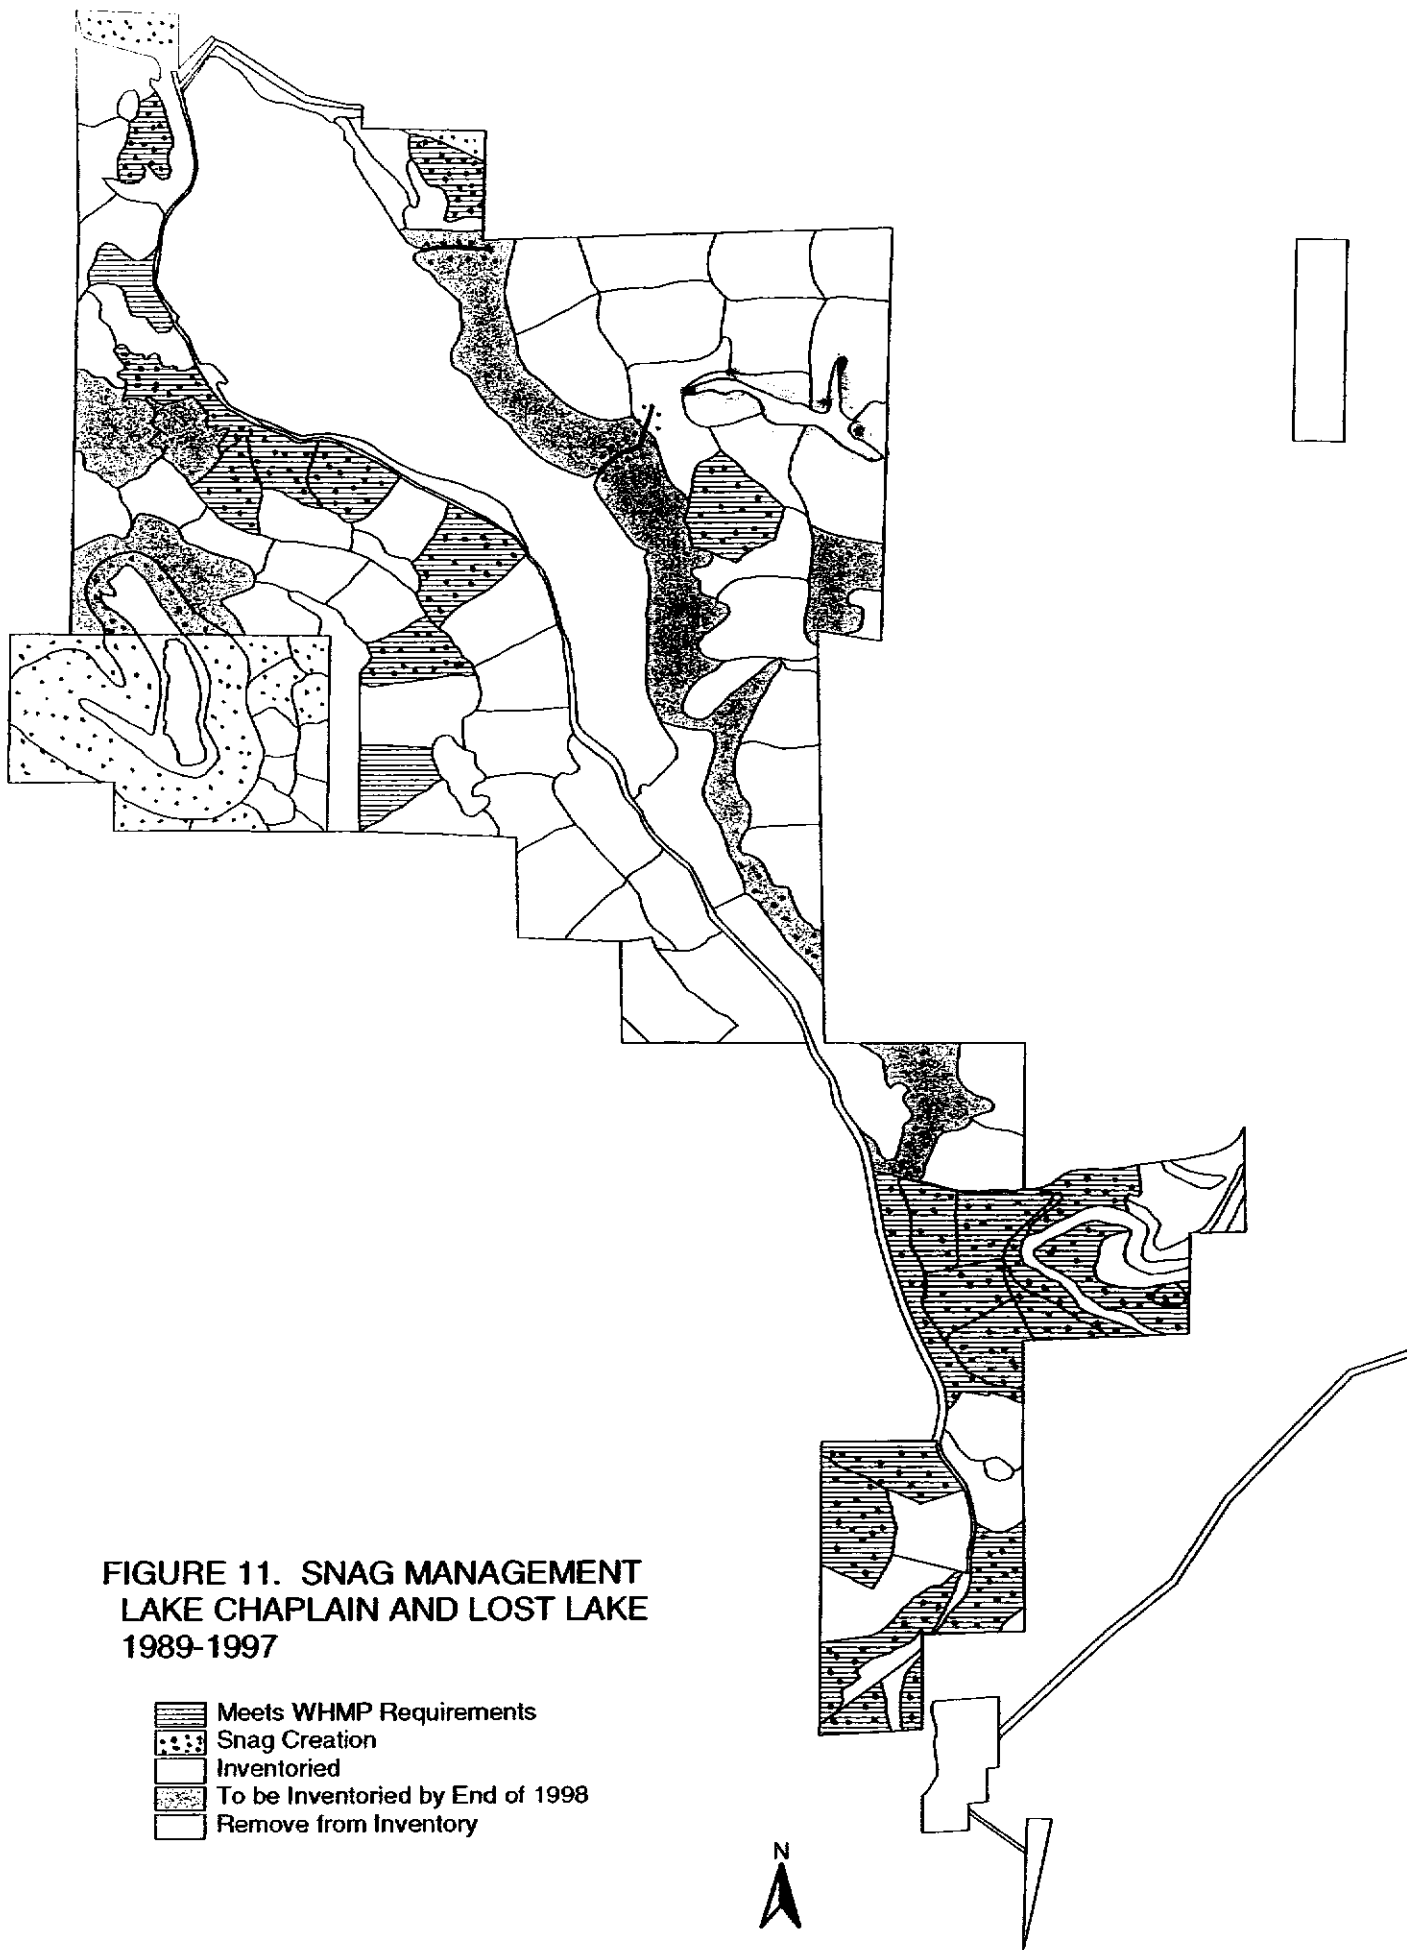 FIGURE 11. SNAG MANAGEMENT
LAKE CHAPLAIN AND LOST LAKE
1989-1997
Meets WHMP Requirements
Snag Creation
Inventoried
To be Inventoried by End of 1998
Remove from Inventory
N